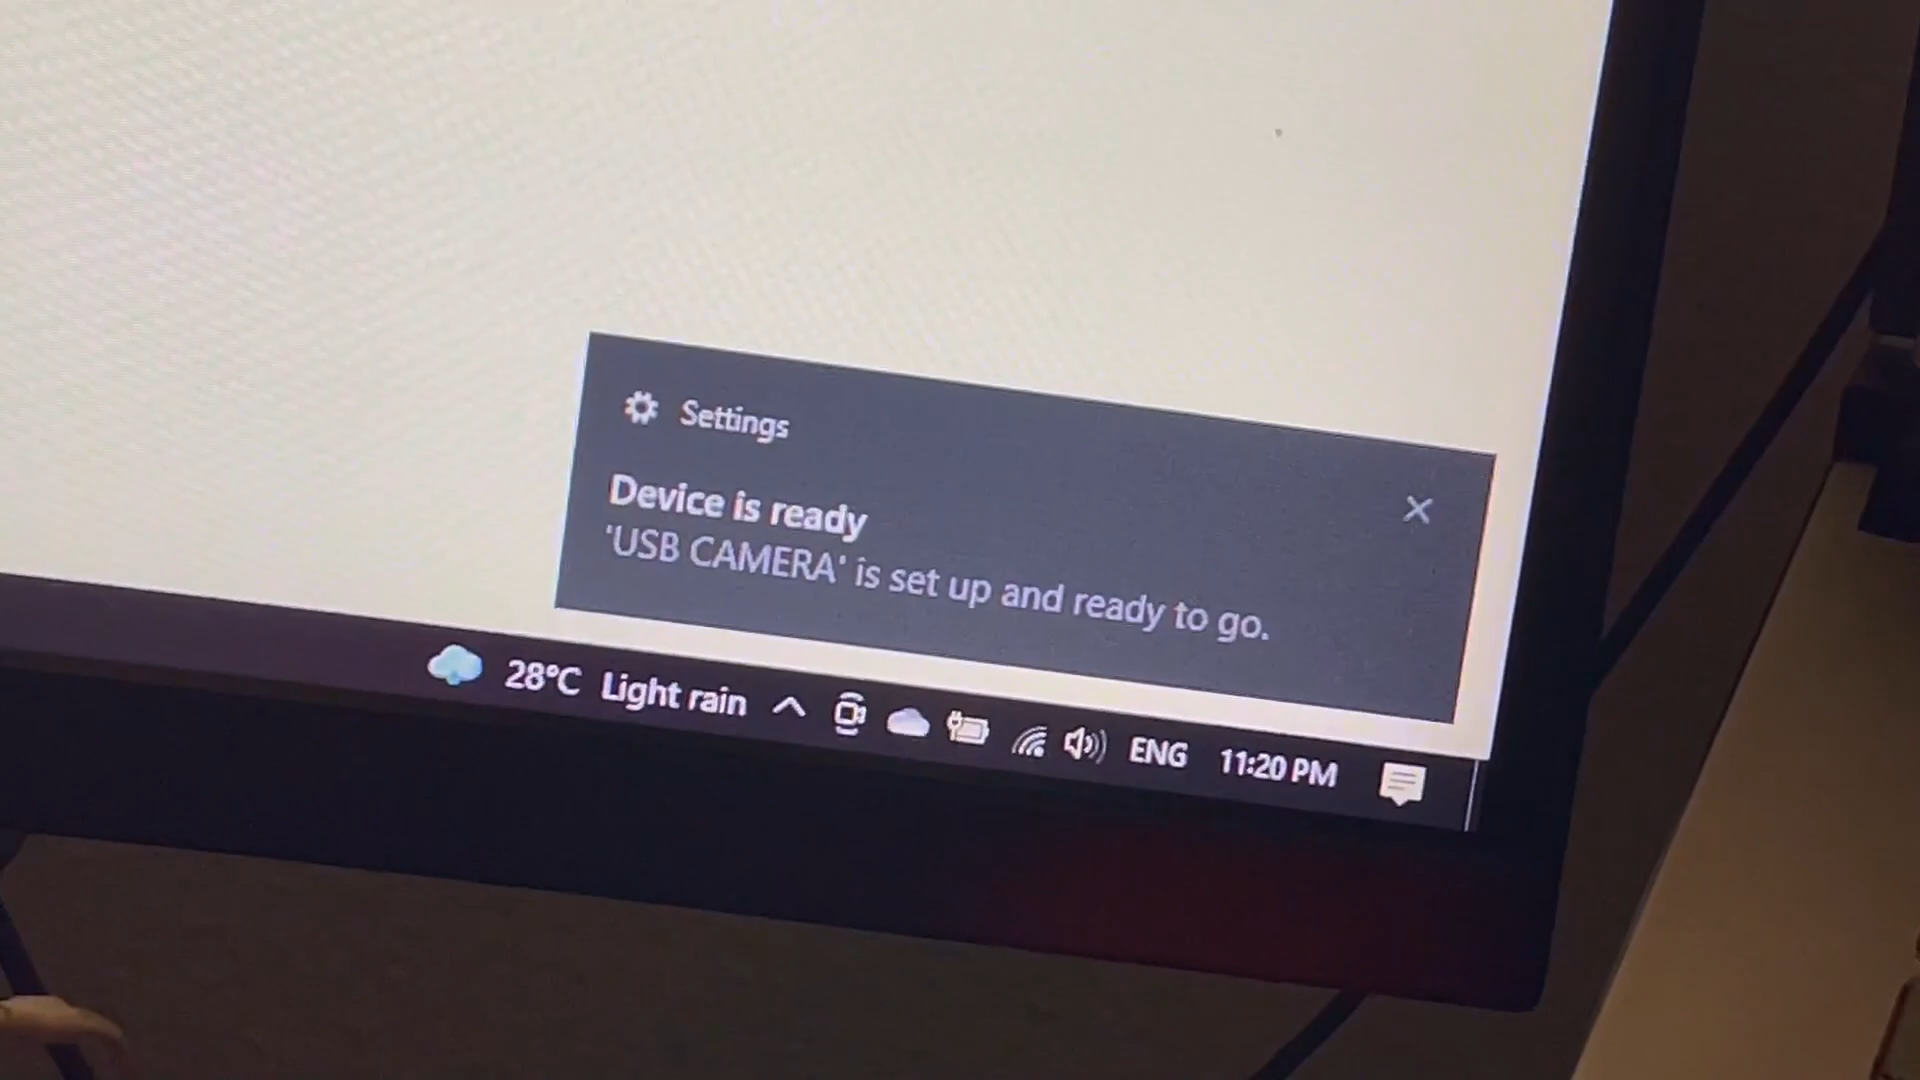 Settings
Device is ready
'USB CAMERA' is set up and ready to go.
28°C Light rain ENG 11:20 PM